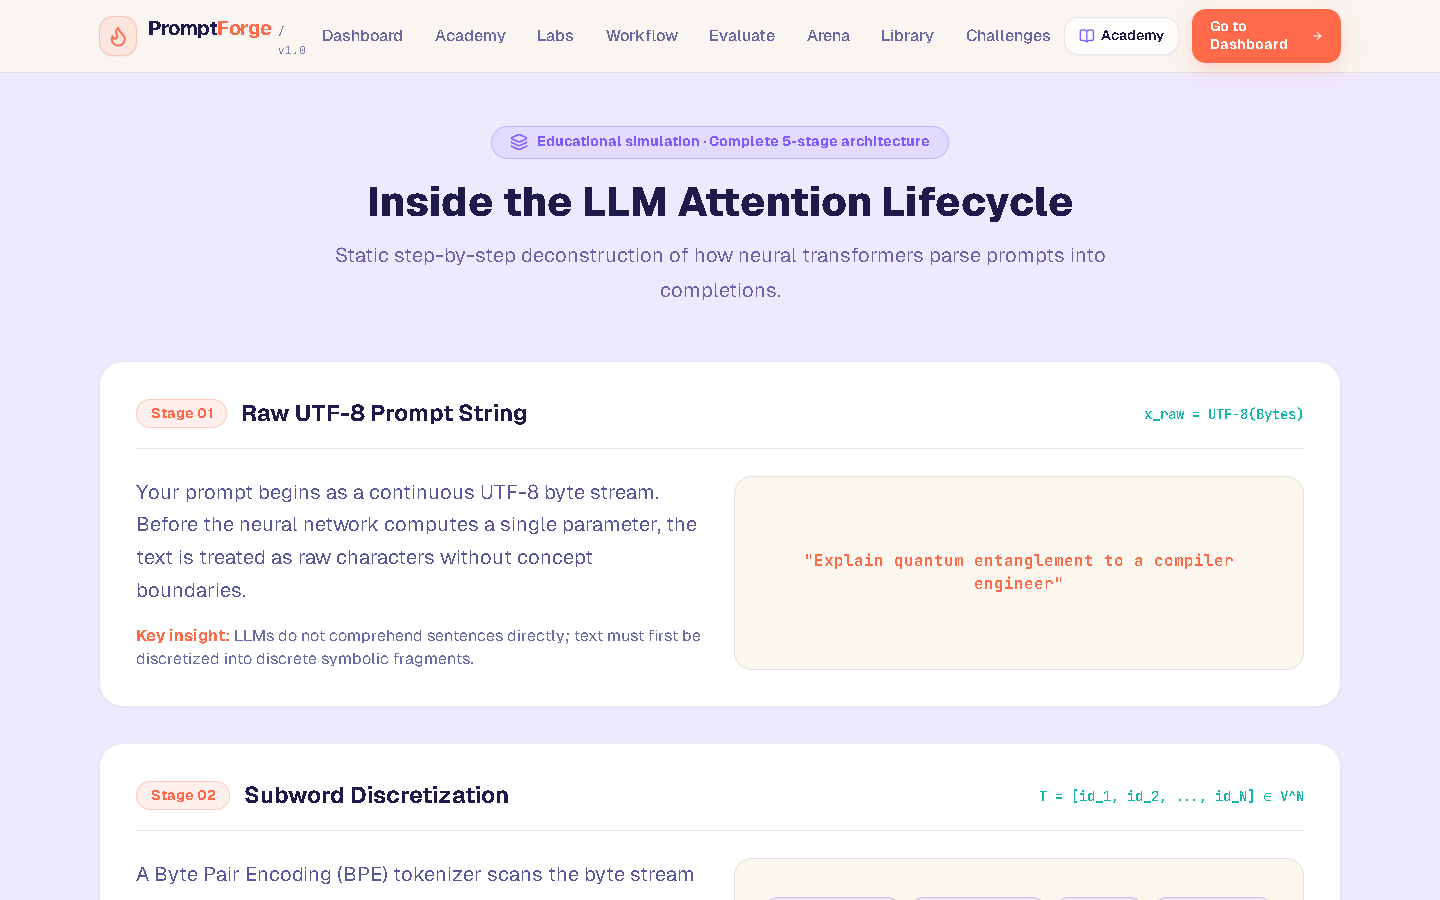 PromptForge / v1.0
Dashboard Academy Labs Workflow Evaluate Arena Library Challenges
Academy
Go to
Dashboard →
Educational simulation · Complete 5-stage architecture
Inside the LLM Attention Lifecycle
Static step-by-step deconstruction of how neural transformers parse prompts into
completions.
Stage 01
Raw UTF-8 Prompt String
x_raw = UTF-8(Bytes)
Your prompt begins as a continuous UTF-8 byte stream.
Before the neural network computes a single parameter, the
text is treated as raw characters without concept
boundaries.
Key insight: LLMs do not comprehend sentences directly; text must first be
discretized into discrete symbolic fragments.
"Explain quantum entanglement to a compiler
engineer"
Stage 02
Subword Discretization
T = [id_1, id_2, ..., id_N] ∈ V^N
A Byte Pair Encoding (BPE) tokenizer scans the byte stream